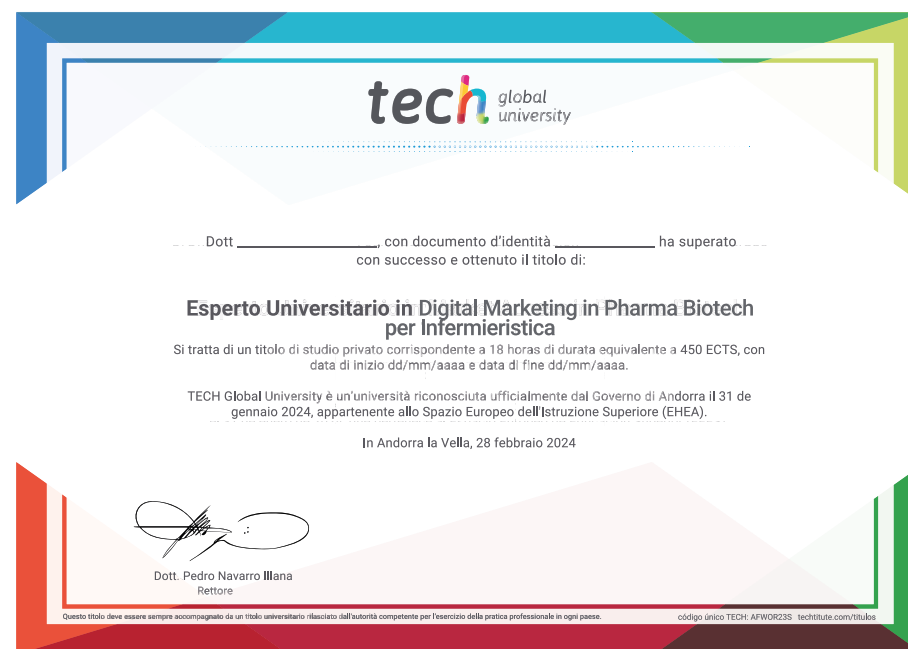 tech global university
Dott ____________________, con documento d'identità ______________ ha superato
con successo e ottenuto il titolo di:
Esperto Universitario in Digital Marketing in Pharma Biotech
per Infermieristica
Si tratta di un titolo di studio privato corrispondente a 18 horas di durata equivalente a 450 ECTS, con
data di inizio dd/mm/aaaa e data di fine dd/mm/aaaa.
TECH Global University è un'università riconosciuta ufficialmente dal Governo di Andorra il 31 de
gennaio 2024, appartenente allo Spazio Europeo dell'Istruzione Superiore (EHEA).
In Andorra la Vella, 28 febbraio 2024
Dott. Pedro Navarro Illana
Rettore
Questo titolo deve essere sempre accompagnato da un titolo universitario rilasciato dall'autorità competente per l'esercizio della pratica professionale in ogni paese.
código único TECH: AFWOR23S techtitute.com/titulos